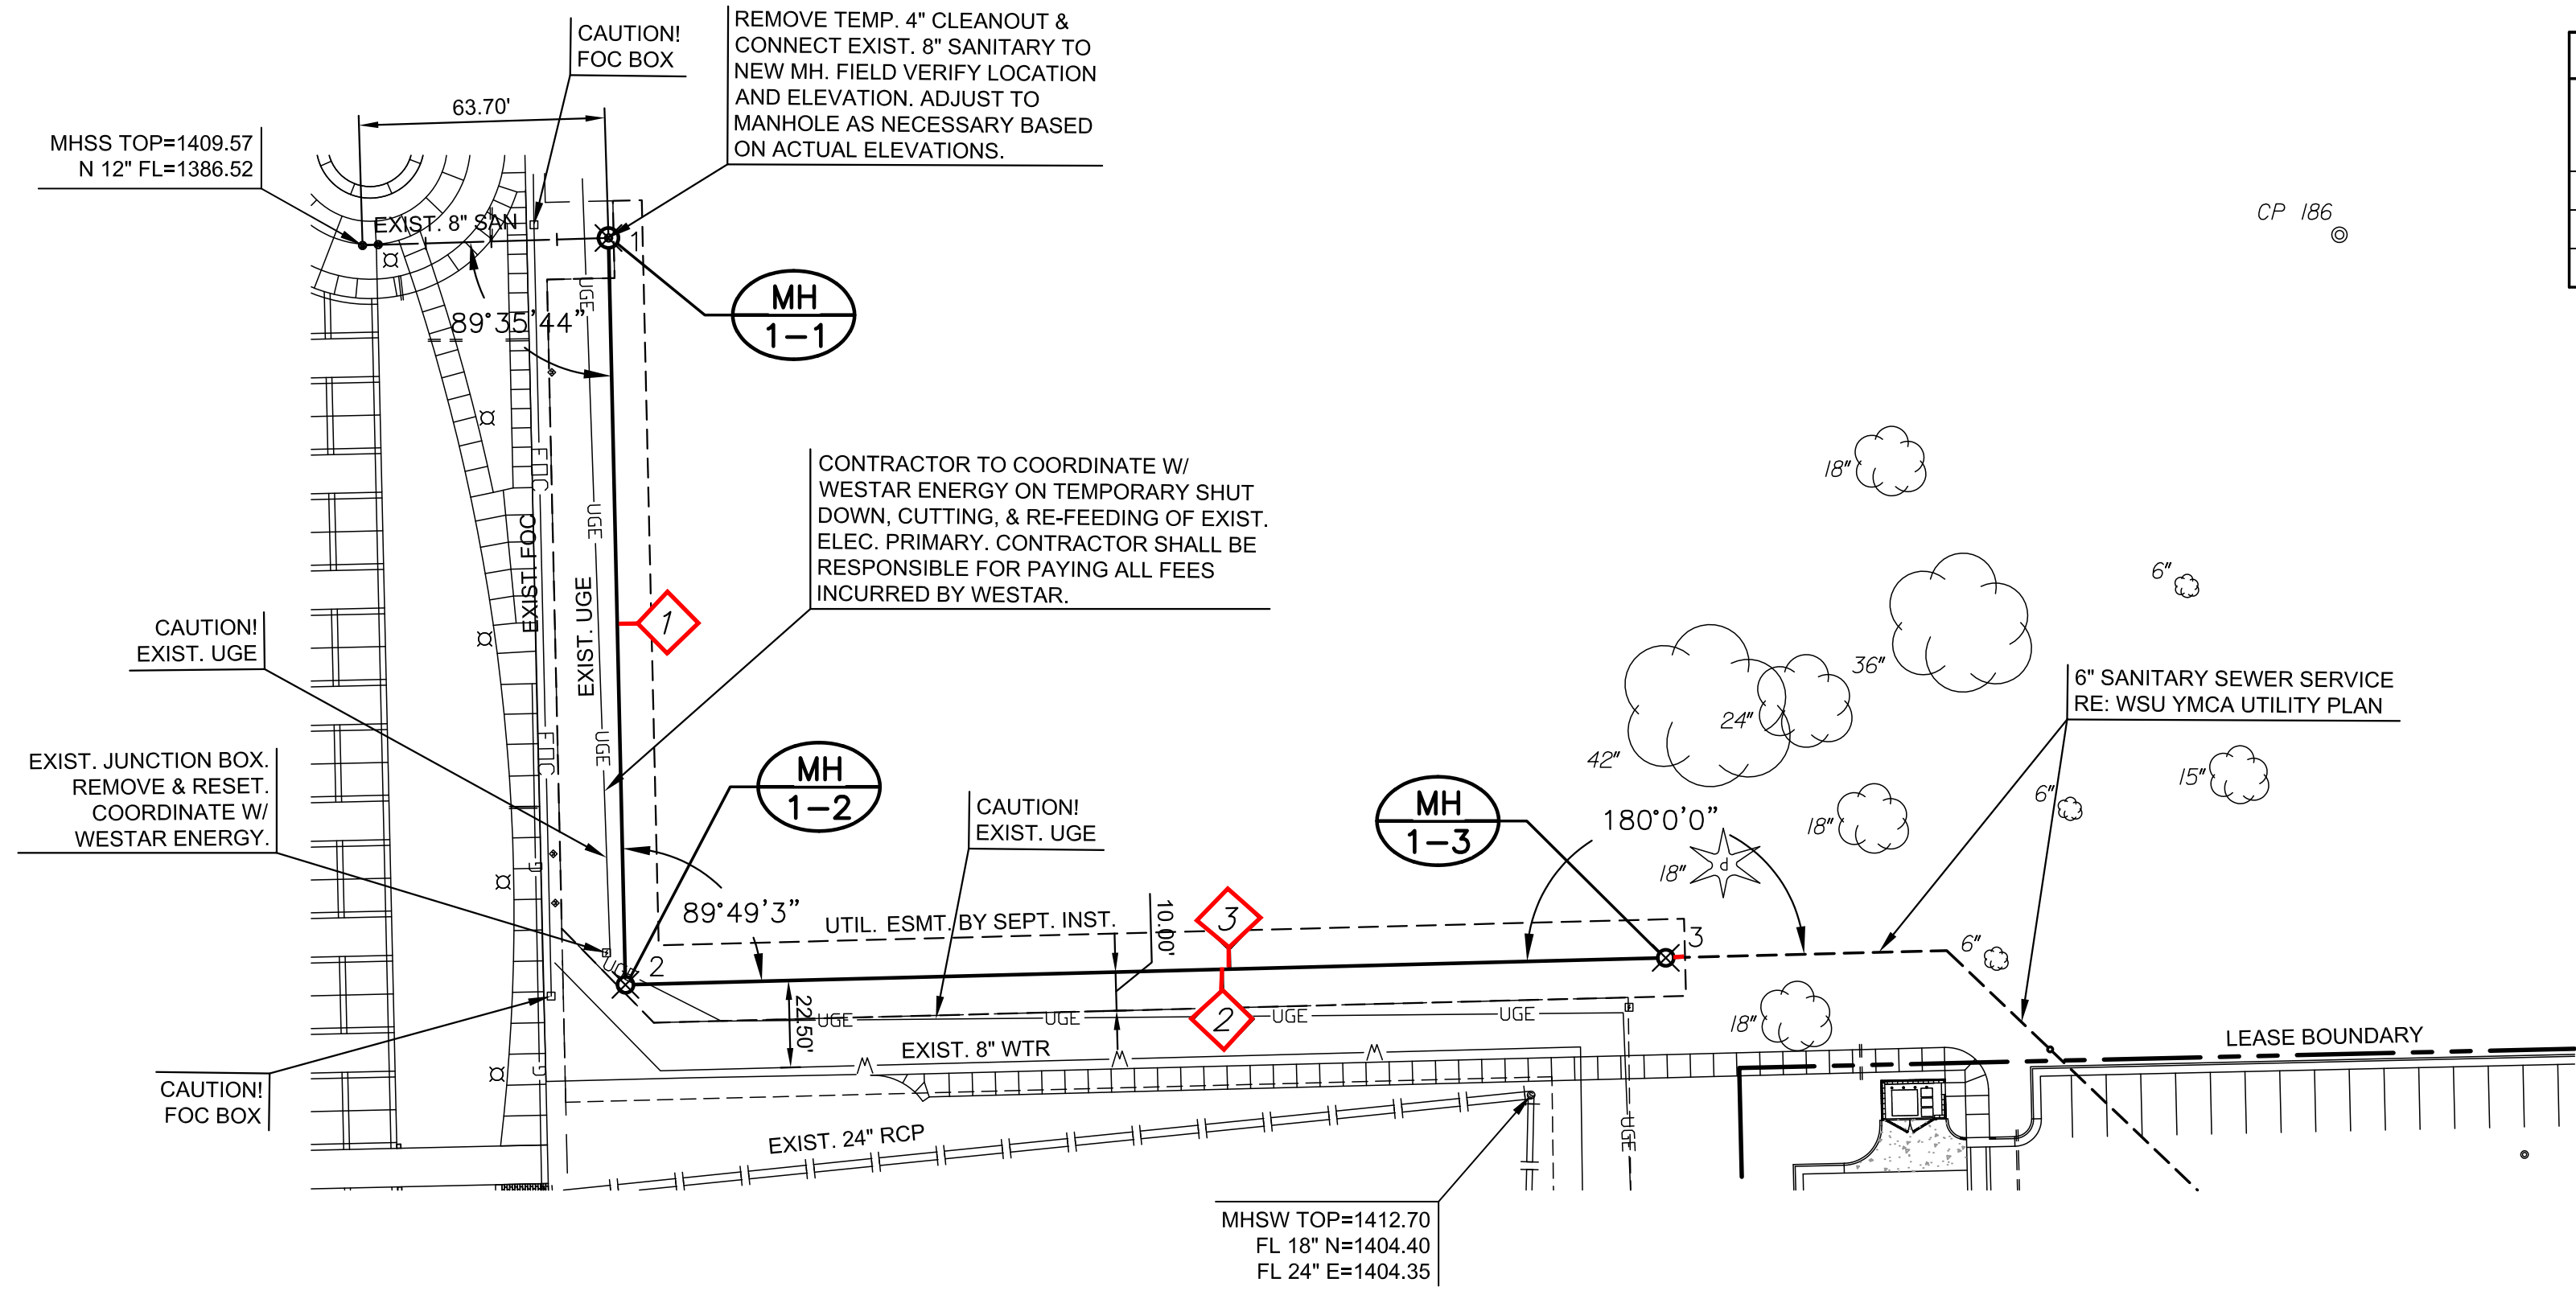 CAUTION!
FOC BOX
REMOVE TEMP. 4" CLEANOUT &
CONNECT EXIST. 8" SANITARY TO
NEW MH. FIELD VERIFY LOCATION
AND ELEVATION. ADJUST TO
MANHOLE AS NECESSARY BASED
ON ACTUAL ELEVATIONS.
63.70'
MHSS TOP=1409.57
N 12" FL=1386.52
EXIST. 8" SAN
1
CP 186
MH
1-1
89°35'44"
UGE
CONTRACTOR TO COORDINATE W/
WESTAR ENERGY ON TEMPORARY SHUT
DOWN, CUTTING, & RE-FEEDING OF EXIST.
ELEC. PRIMARY. CONTRACTOR SHALL BE
RESPONSIBLE FOR PAYING ALL FEES
INCURRED BY WESTAR.
FOC
UGE
EXIST. FOC
EXIST. UGE
1
18"
6"
36"
24"
42"
CAUTION!
EXIST. UGE
6" SANITARY SEWER SERVICE
RE: WSU YMCA UTILITY PLAN
FOC
UGE
EXIST. JUNCTION BOX.
REMOVE & RESET.
COORDINATE W/
WESTAR ENERGY.
MH
1-2
CAUTION!
EXIST. UGE
MH
1-3
180°0'0"
15"
6"
18"
18"
d
89°49'3"
UTIL. ESMT. BY SEPT. INST.
10.00'
3
3
6"
2
2
22.50'
UGE
UGE
UGE
UGE
18"
EXIST. 8" WTR
LEASE BOUNDARY
CAUTION!
FOC BOX
EXIST. 24" RCP
UGE
MHSW TOP=1412.70
FL 18" N=1404.40
FL 24" E=1404.35